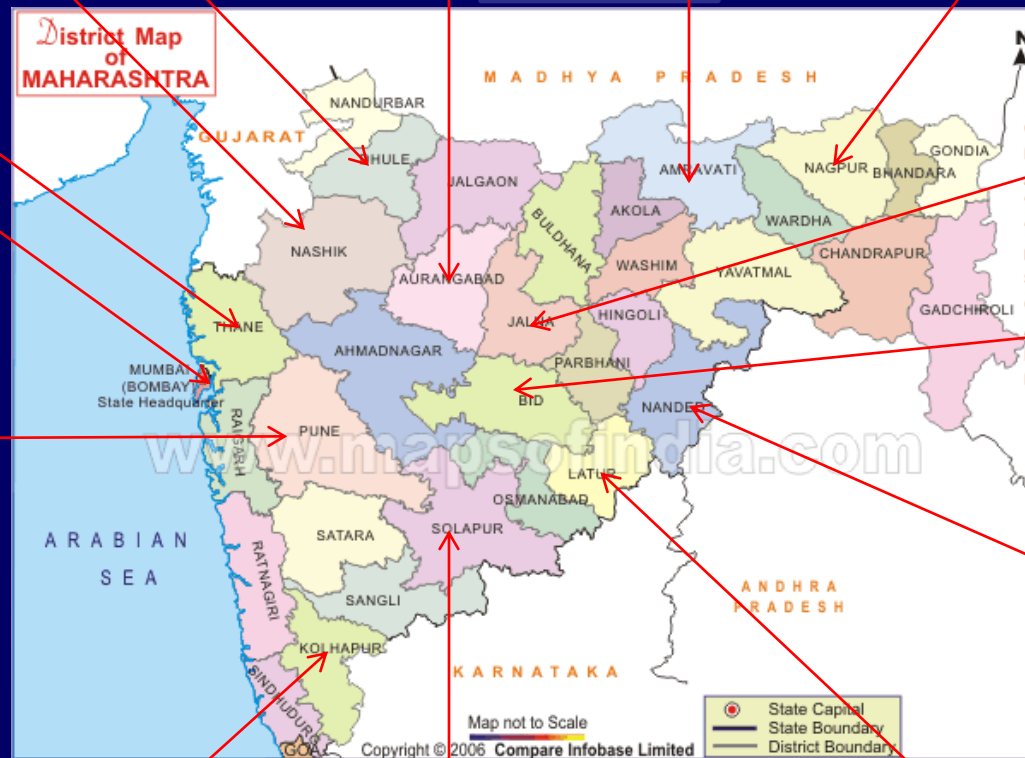 District Map
of
MAHARASHTRA
N
MADHYA PRADESH
GUJARAT
NANDURBAR
DHULE
JALGAON
AMRAVATI
NAGPUR
BHANDARA
GONDIA
BULDHANA
AKOLA
WARDHA
NASHIK
AURANGABAD
WASHIM
YAVATMAL
CHANDRAPUR
GADCHIROLI
THANE
JALNA
HINGOLI
AHMADNAGAR
PARBHANI
MUMBAI
(BOMBAY)
State Headquarter
BID
NANDED
RAIGARH
PUNE
www.mapsofindia.com
LATUR
OSMANABAD
SATARA
SOLAPUR
ARABIAN
SEA
RATNAGIRI
SANGLI
ANDHRA
PRADESH
KOLHAPUR
SINDHUDURG
KARNATAKA
GOA
Map not to Scale
Copyright © 2006 Compare Infobase Limited
State Capital
State Boundary
District Boundary